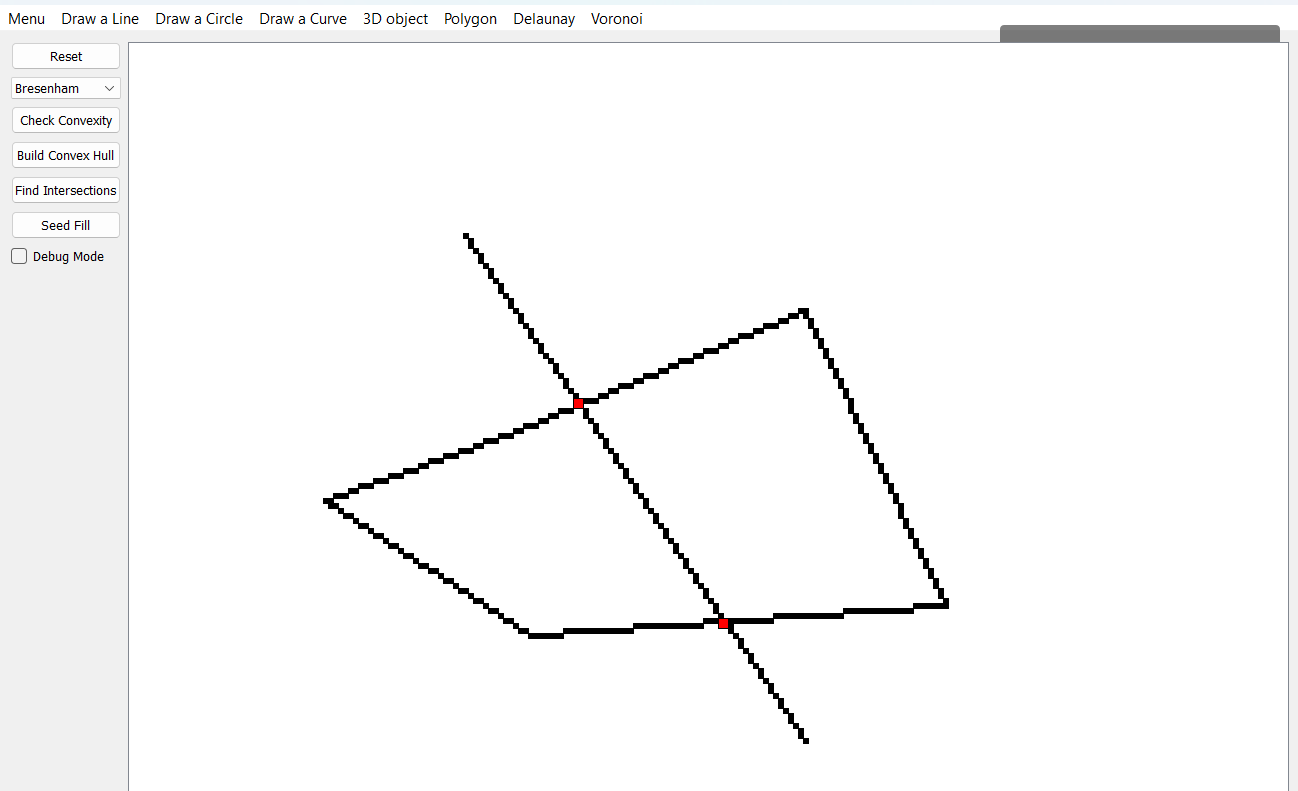 Menu Draw a Line Draw a Circle Draw a Curve 3D object Polygon Delaunay Voronoi
Reset
Bresenham
Check Convexity
Build Convex Hull
Find Intersections
Seed Fill
Debug Mode